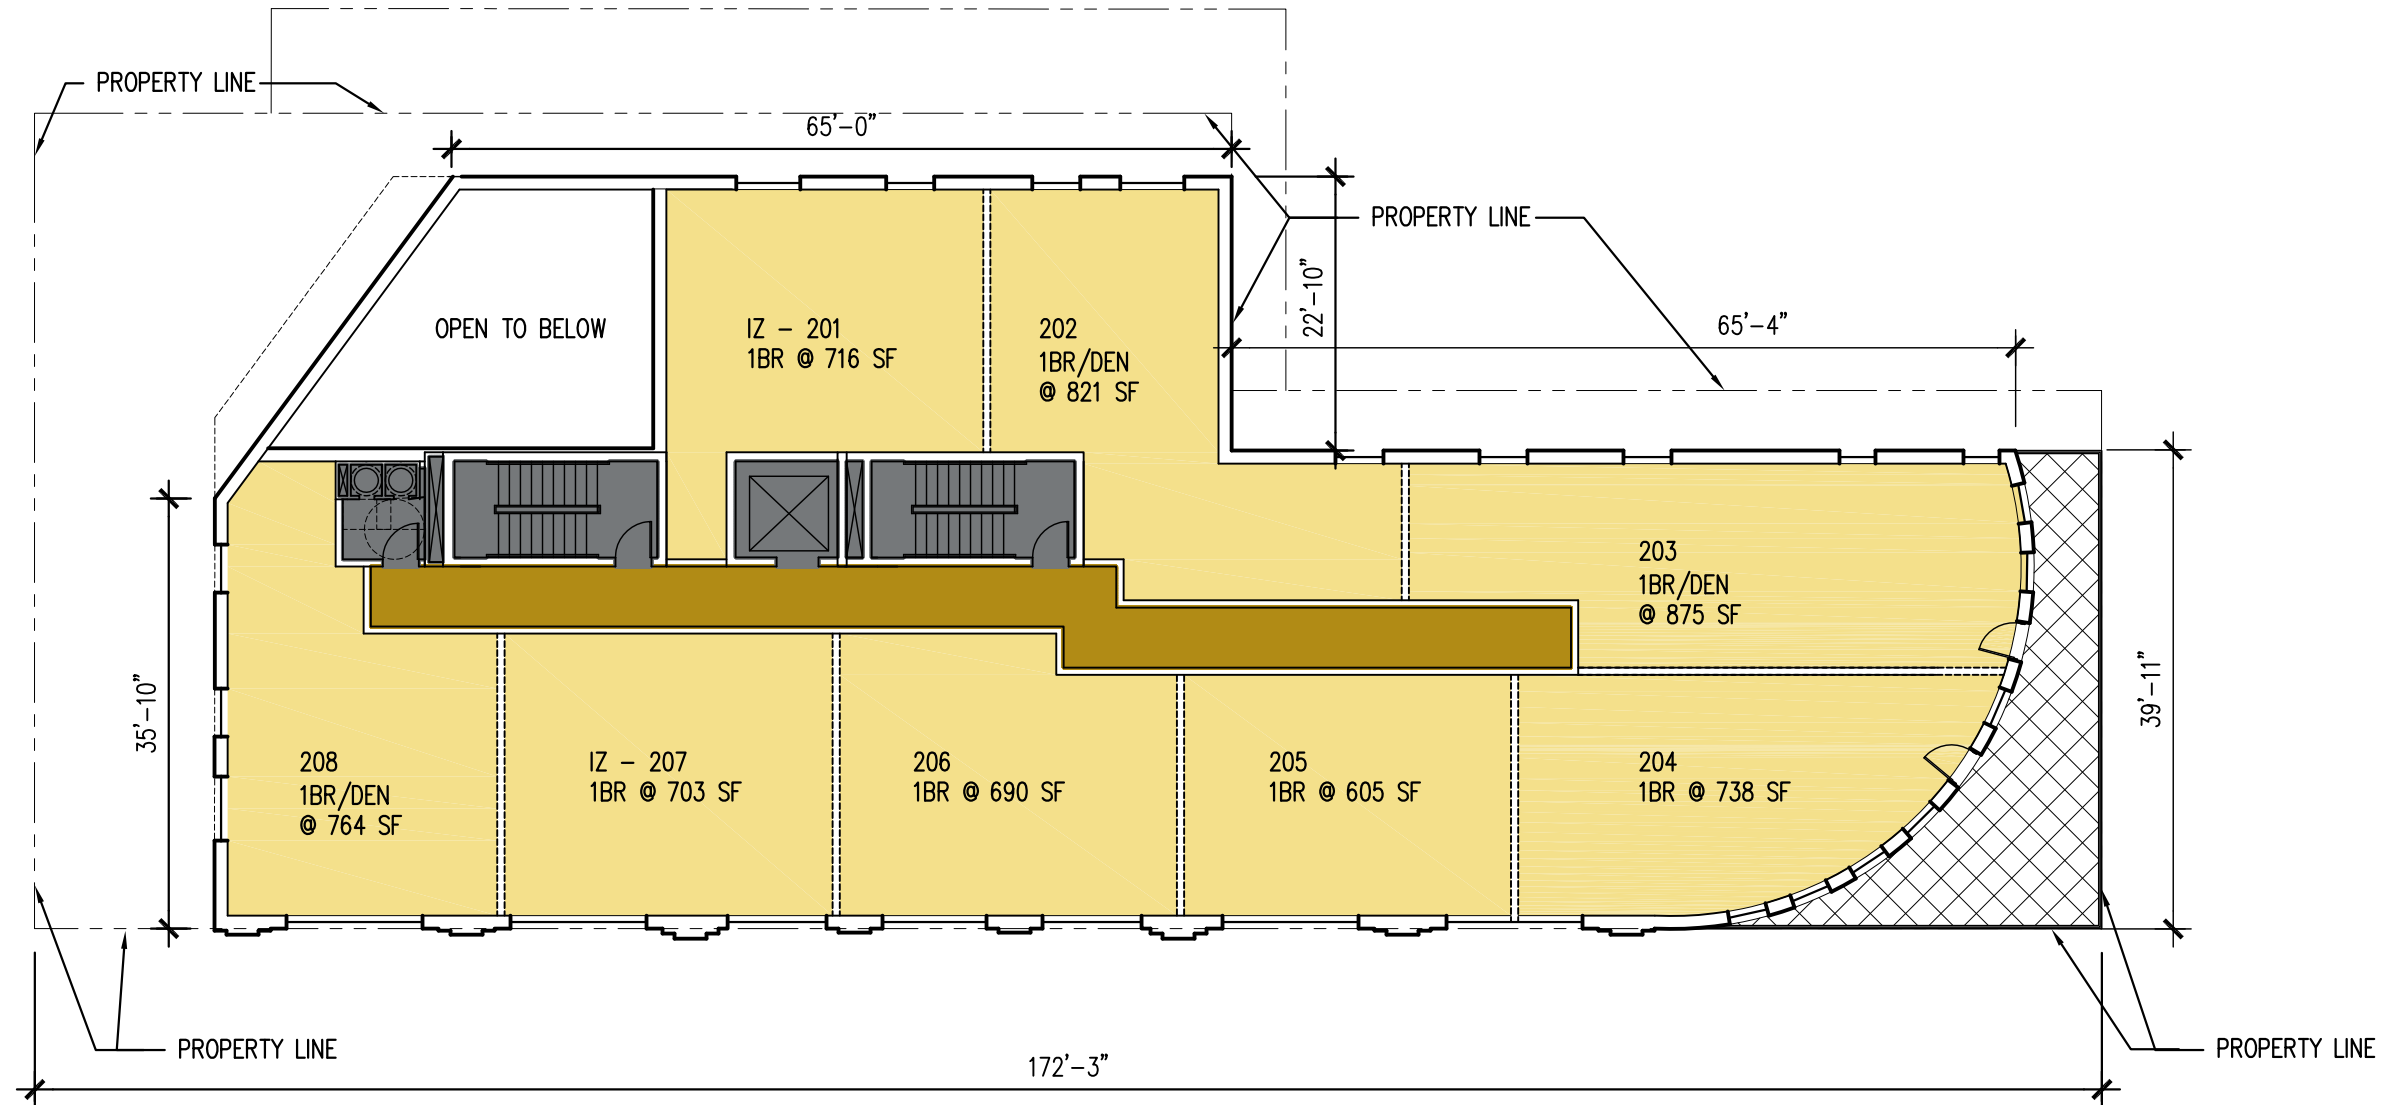 PROPERTY LINE
65’-0”
PROPERTY LINE
22’-10”
65’-4”
OPEN TO BELOW
IZ – 201
1BR @ 716 SF
202
1BR/DEN
@ 821 SF
203
1BR/DEN
@ 875 SF
35’-10”
39’-11”
208
1BR/DEN
@ 764 SF
IZ – 207
1BR @ 703 SF
206
1BR @ 690 SF
205
1BR @ 605 SF
204
1BR @ 738 SF
PROPERTY LINE
PROPERTY LINE
172’-3”